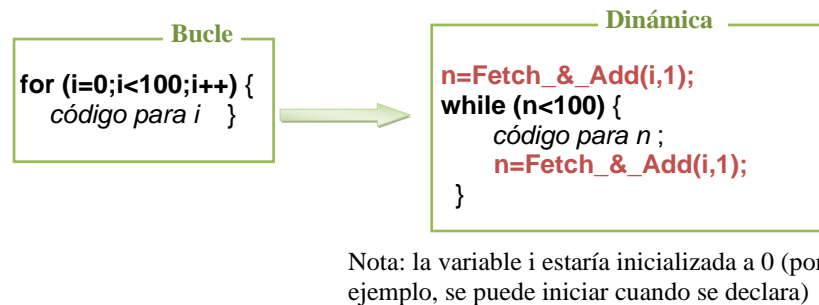 Bucle
for (i=0;i<100;i++) {
código para i }
Dinámica
n=Fetch_&_Add(i,1);
while (n<100) {
código para n ;
n=Fetch_&_Add(i,1);
}
Nota: la variable i estaría inicializada a 0 (por
ejemplo, se puede iniciar cuando se declara)